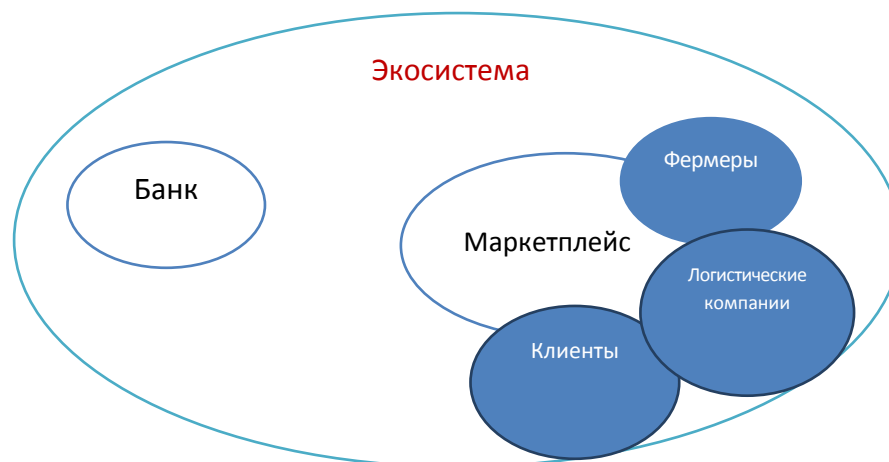 Экосистема
Фермеры
Банк
Маркетплейс
Логистические
компании
Клиенты